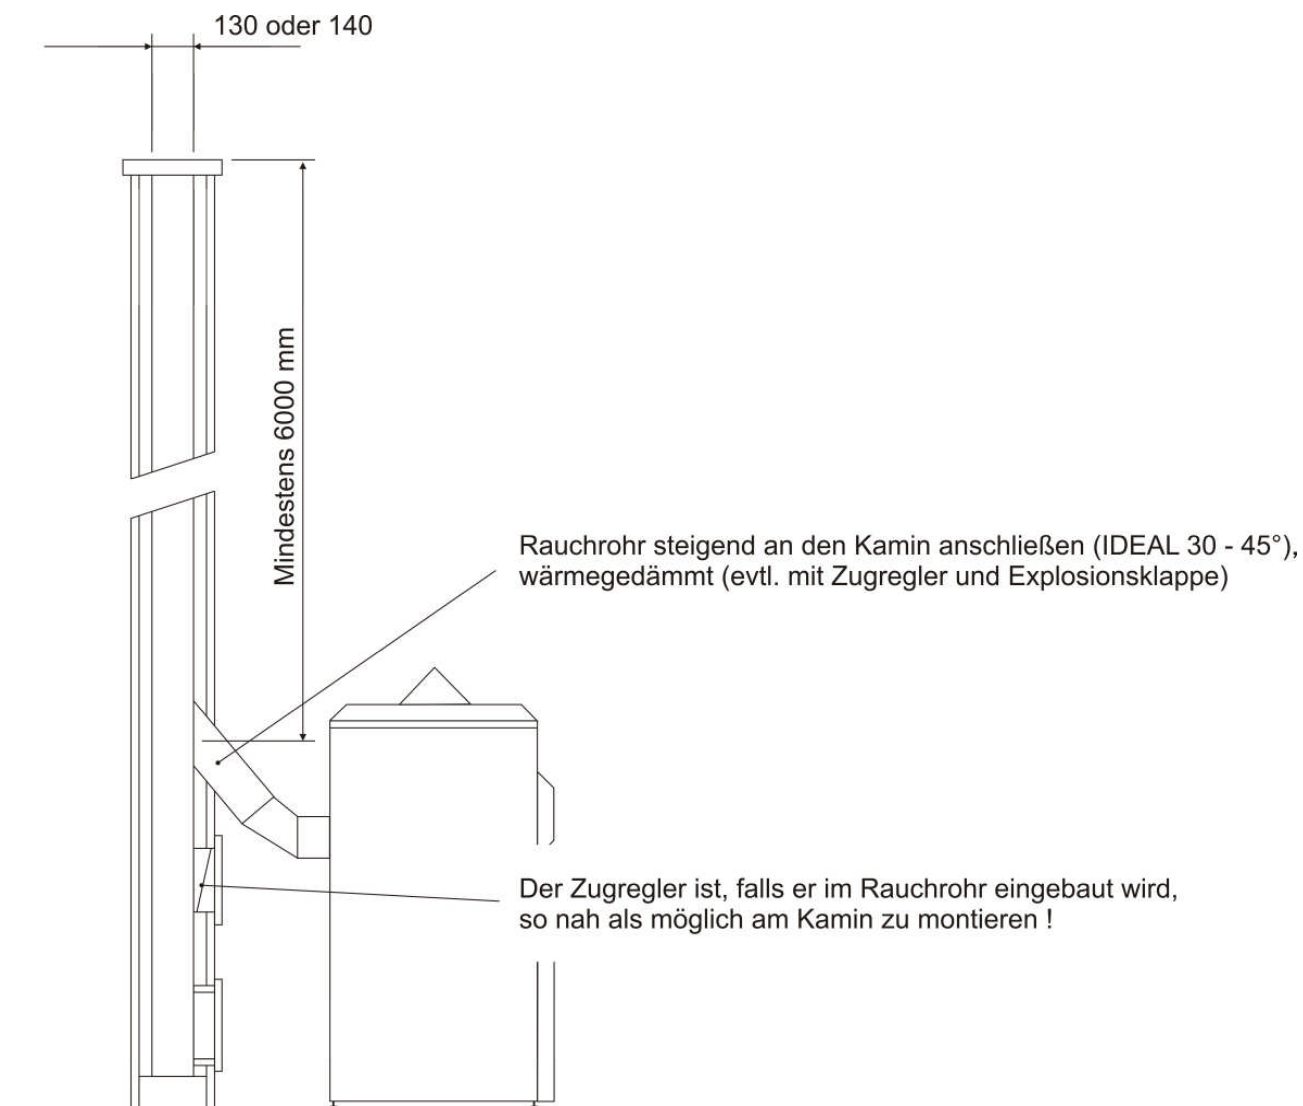 130 oder 140
Mindestens 6000 mm
Rauchrohr steigend an den Kamin anschließen (IDEAL 30 - 45°),
wärmegedämmt (evtl. mit Zugregler und Explosionsklappe)
Der Zugregler ist, falls er im Rauchrohr eingebaut wird,
so nah als möglich am Kamin zu montieren !